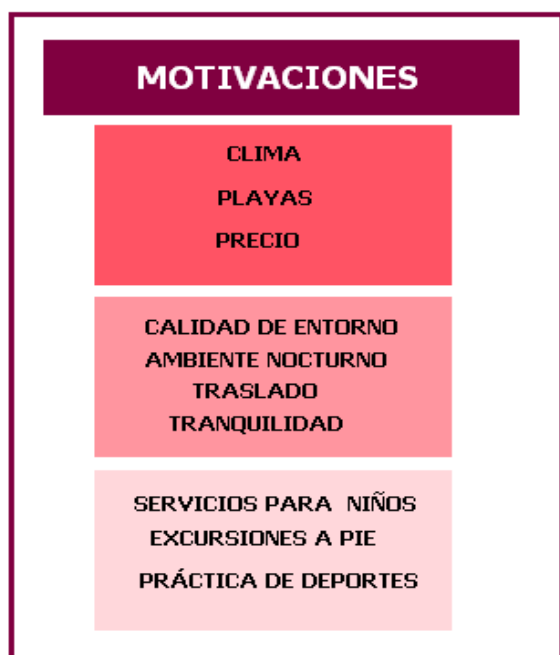 MOTIVACIONES
CLIMA
PLAYAS
PRECIO
CALIDAD DE ENTORNO
AMBIENTE NOCTURNO
TRASLADO
TRANQUILIDAD
SERVICIOS PARA NIÑOS
EXCURSIONES A PIE
PRÁCTICA DE DEPORTES